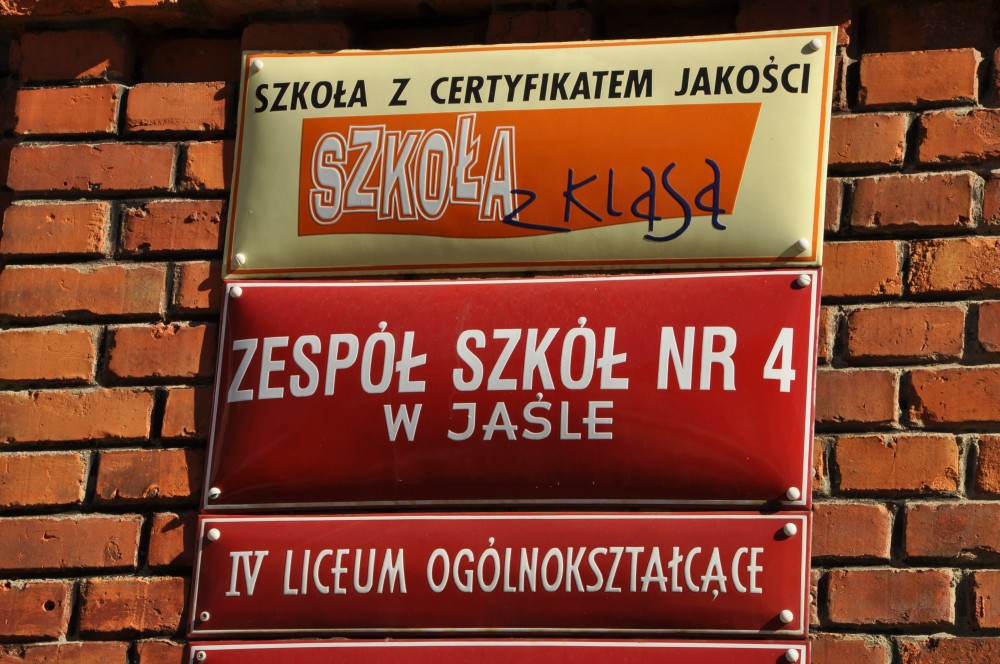 SZKOŁA Z CERTYFIKATEM JAKOŚCI
SZKOŁA z klasą
ZESPÓŁ SZKÓŁ NR 4
W JAŚLE
IV LICEUM OGÓLNOKSZTAŁCĄCE